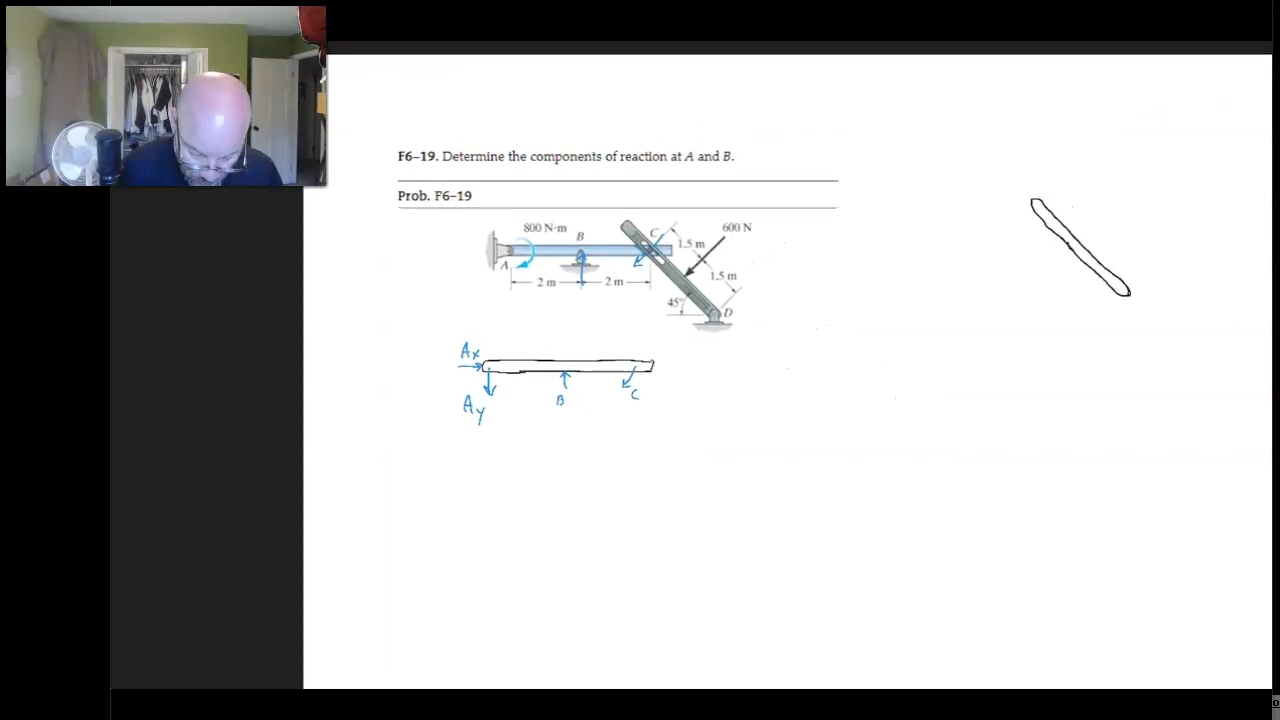 F6–19. Determine the components of reaction at A and B.
Prob. F6–19
800 N·m
B
C
600 N
1.5 m
A
2 m
2 m
1.5 m
45°
D
Ax
Ay
B
C